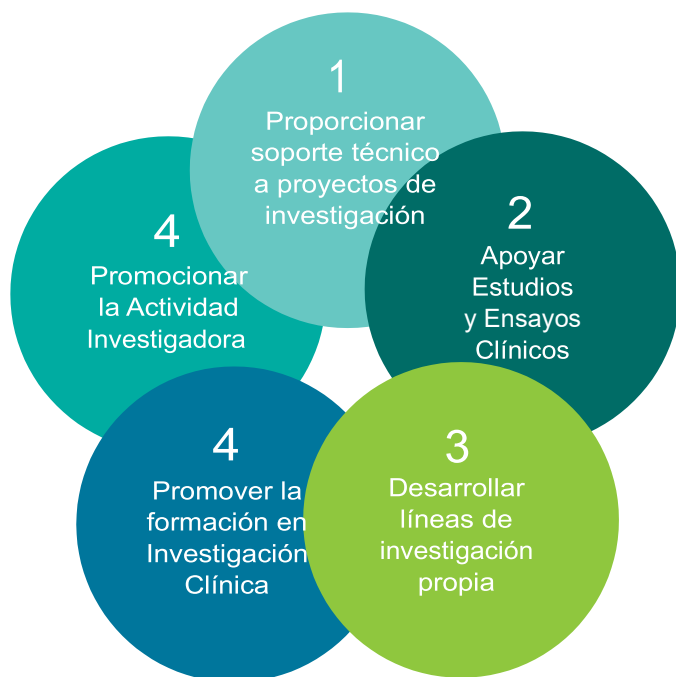 1
Proporcionar
soporte técnico
a proyectos de
investigación
2
Apoyar
Estudios
y Ensayos
Clínicos
3
Desarrollar
líneas de
investigación
propia
4
Promover la
formación en
Investigación
Clínica
4
Promocionar
la Actividad
Investigadora